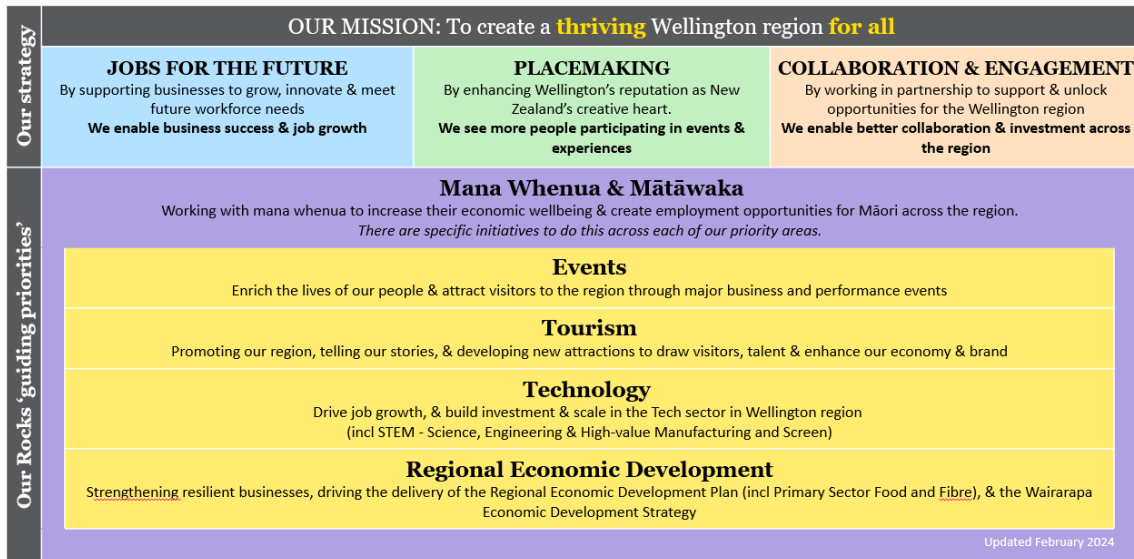 OUR MISSION: To create a thriving Wellington region for all
Our strategy
JOBS FOR THE FUTURE
By supporting businesses to grow, innovate & meet
future workforce needs
We enable business success & job growth
PLACEMAKING
By enhancing Wellington's reputation as New
Zealand's creative heart.
We see more people participating in events &
experiences
COLLABORATION & ENGAGEMENT
By working in partnership to support & unlock
opportunities for the Wellington region
We enable better collaboration & investment across
the region
Our Rocks 'guiding priorities'
Mana Whenua & Mātāwaka
Working with mana whenua to increase their economic wellbeing & create employment opportunities for Māori across the region.
There are specific initiatives to do this across each of our priority areas.
Events
Enrich the lives of our people & attract visitors to the region through major business and performance events
Tourism
Promoting our region, telling our stories, & developing new attractions to draw visitors, talent & enhance our economy & brand
Technology
Drive job growth, & build investment & scale in the Tech sector in Wellington region
(incl STEM - Science, Engineering & High-value Manufacturing and Screen)
Regional Economic Development
Strengthening resilient businesses, driving the delivery of the Regional Economic Development Plan (incl Primary Sector Food and Fibre), & the Wairarapa
Economic Development Strategy
Updated February 2024